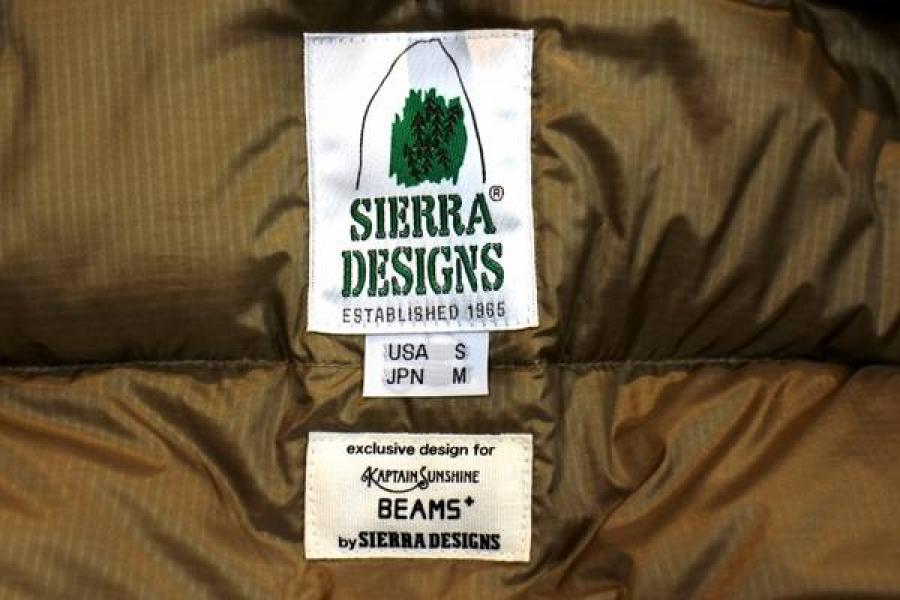 SIERRA®
DESIGNS
ESTABLISHED 1965
USA S
JPN M
exclusive design for
KAPTAIN SUNSHINE
BEAMS+
by SIERRA DESIGNS